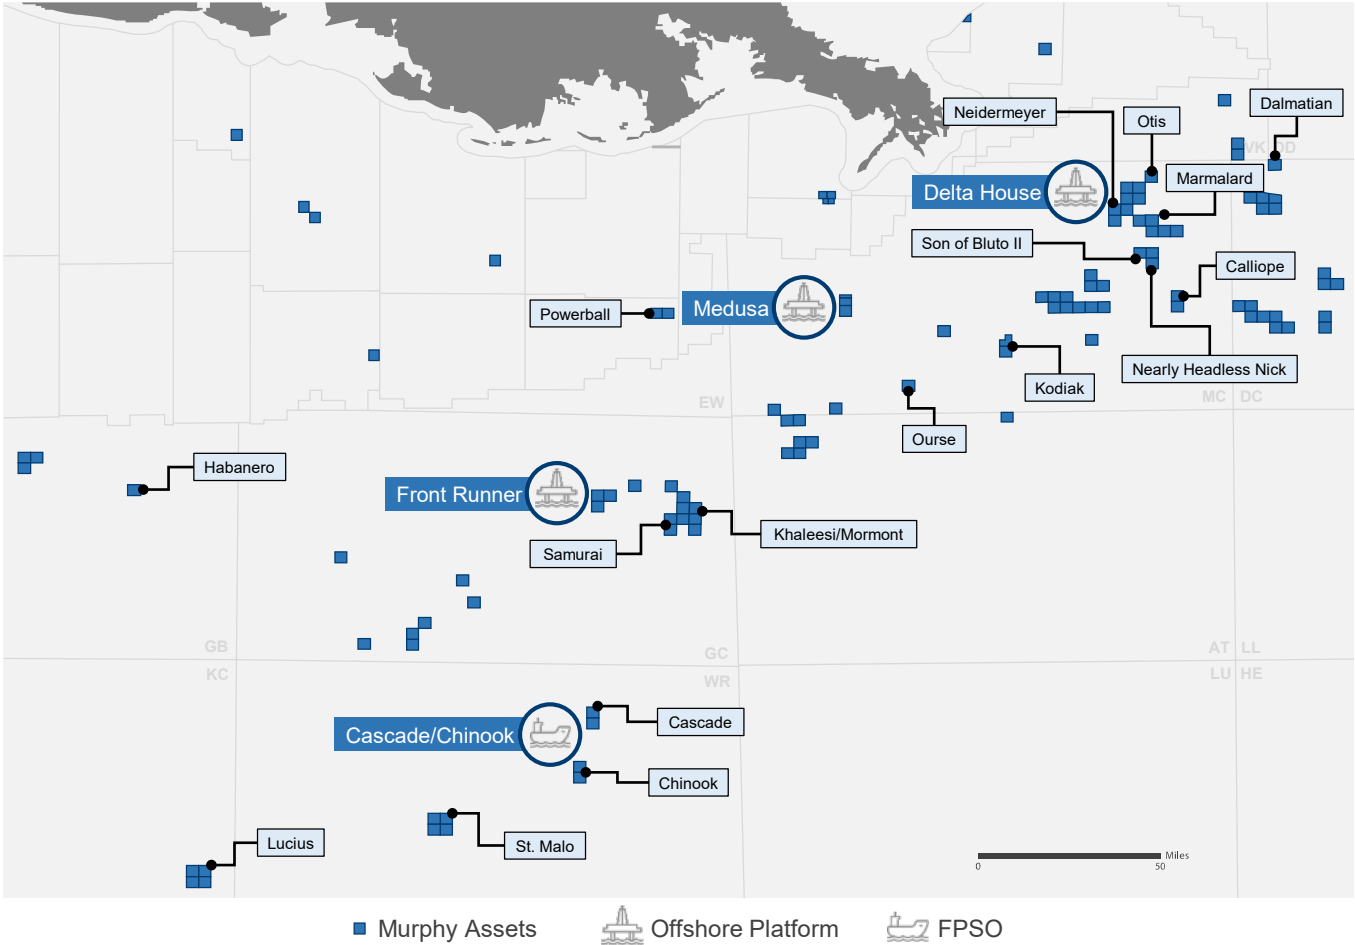 Neidermeyer
Otis
Dalmatian
VK DD
Marmalard
Delta House
Son of Bluto II
Calliope
Powerball
Medusa
Nearly Headless Nick
Kodiak
EW
MC DC
Ourse
Habanero
Front Runner
Khaleesi/Mormont
Samurai
GB
GC
AT LL
KC
WR
LU HE
Cascade
Cascade/Chinook
Chinook
Lucius
St. Malo
Miles
0 50
Murphy Assets Offshore Platform FPSO